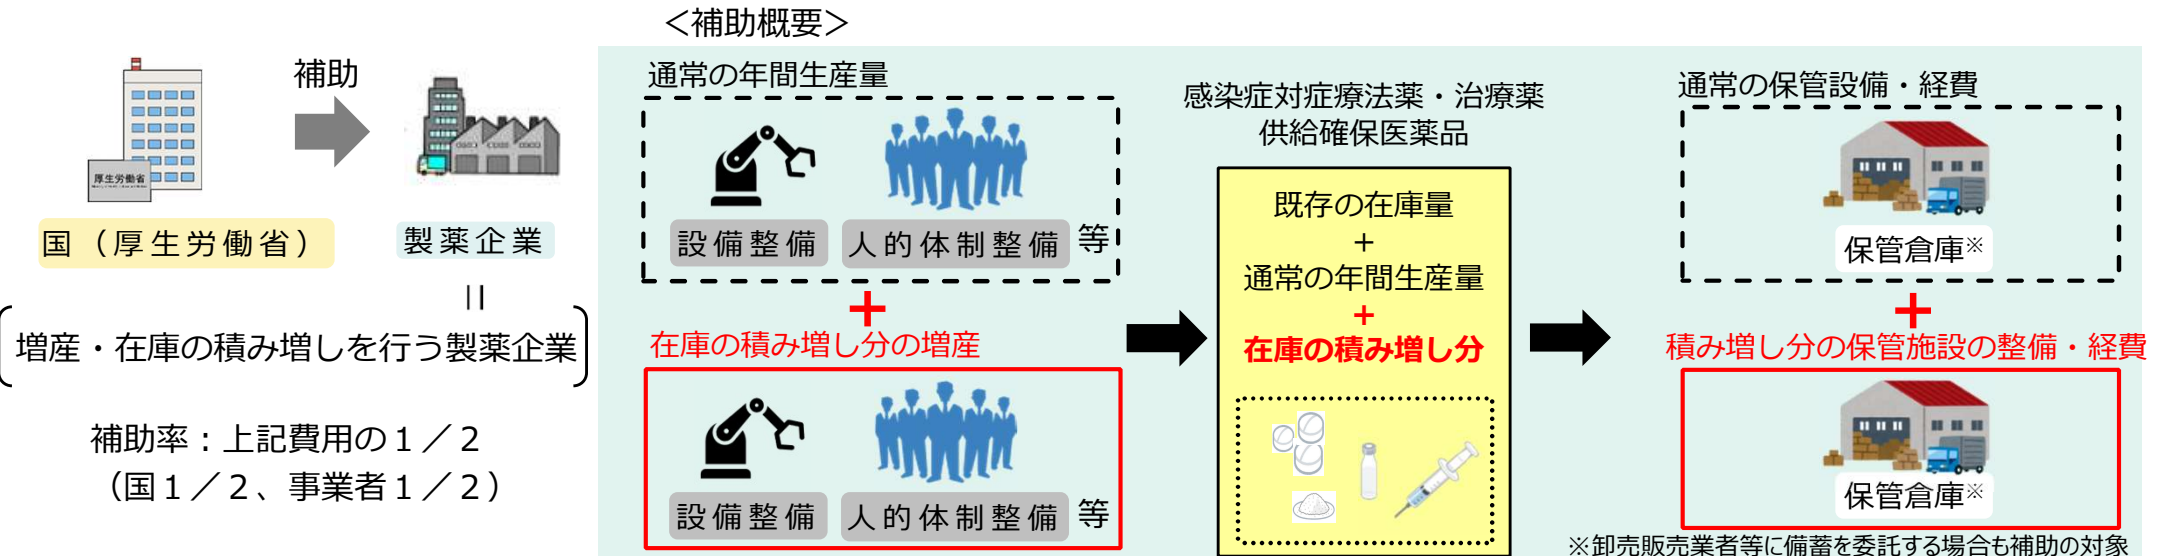 ＜補助概要＞
補助
厚生労働省
国（厚生労働省）
製薬企業
＝
増産・在庫の積み増しを行う製薬企業
補助率：上記費用の１／２
（国１／２、事業者１／２）
通常の年間生産量
設備整備
人的体制整備
等
＋
在庫の積み増し分の増産
設備整備
人的体制整備
等
感染症対症療法薬・治療薬
供給確保医薬品
既存の在庫量
＋
通常の年間生産量
＋
在庫の積み増し分
通常の保管設備・経費
保管倉庫※
＋
積み増し分の保管施設の整備・経費
保管倉庫※
※卸売販売業者等に備蓄を委託する場合も補助の対象